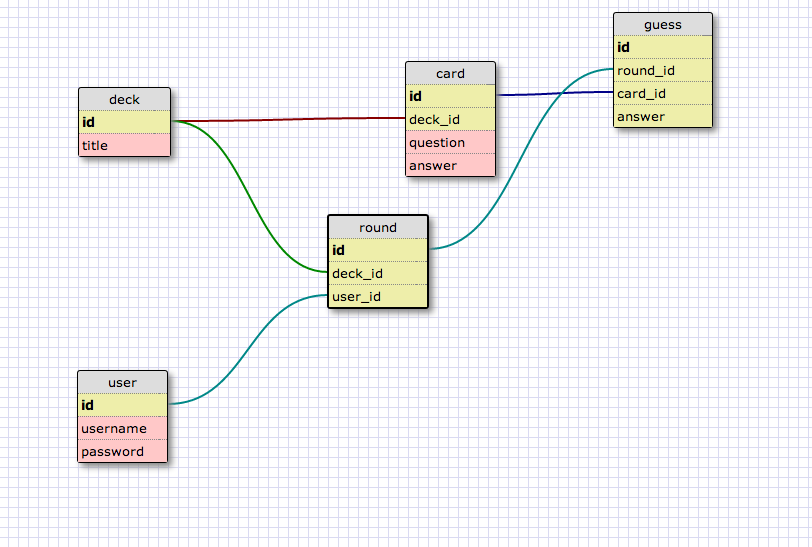 deck
id
title
card
id
deck_id
question
answer
guess
id
round_id
card_id
answer
round
id
deck_id
user_id
user
id
username
password